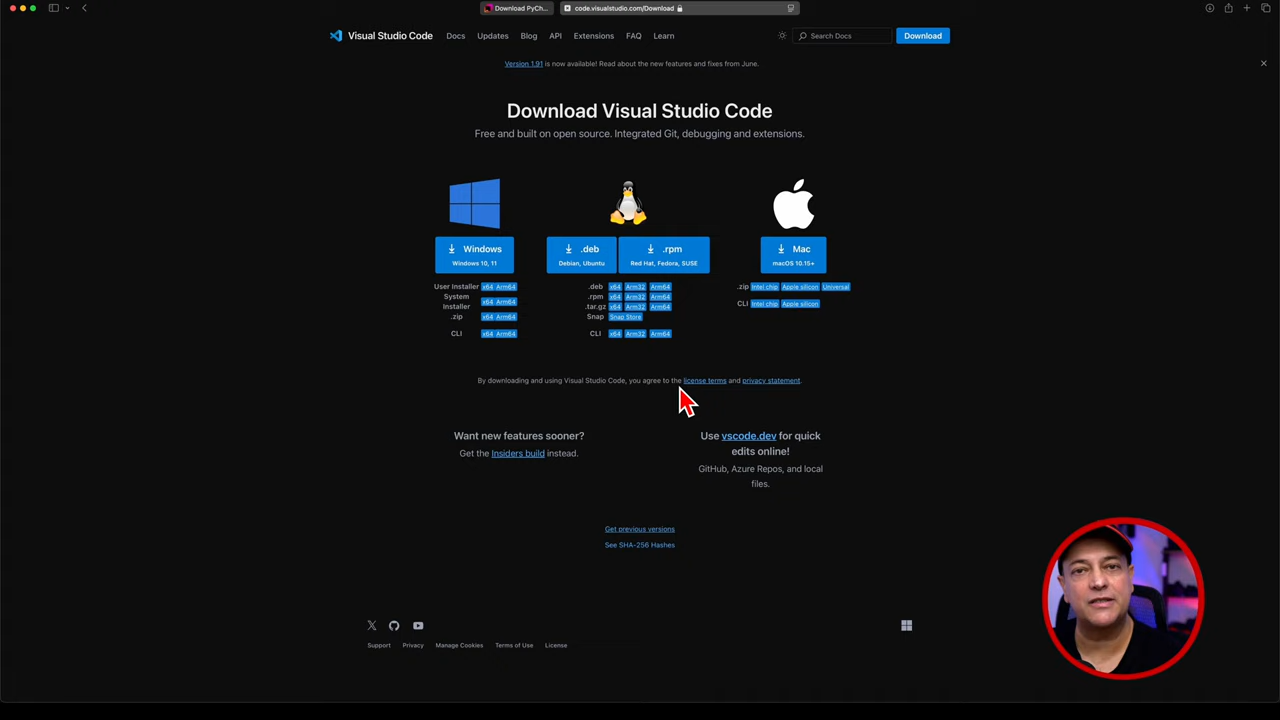 Download PyCh...
code.visualstudio.com/Download
Visual Studio Code
Docs
Updates
Blog
API
Extensions
FAQ
Learn
Search Docs
Download
Version 1.91 is now available! Read about the new features and fixes from June.
Download Visual Studio Code
Free and built on open source. Integrated Git, debugging and extensions.
Windows
Windows 10, 11
User Installer x64 Arm64
System
Installer x64 Arm64
.zip x64 Arm64
CLI x64 Arm64
.deb
Debian, Ubuntu
.rpm
Red Hat, Fedora, SUSE
.deb x64 Arm32 Arm64
.rpm x64 Arm32 Arm64
.tar.gz x64 Arm32 Arm64
Snap Snap Store
CLI x64 Arm32 Arm64
Mac
macOS 10.15+
.zip Intel chip Apple silicon Universal
CLI Intel chip Apple silicon
By downloading and using Visual Studio Code, you agree to the license terms and privacy statement.
Want new features sooner?
Get the Insiders build instead.
Use vscode.dev for quick
edits online!
GitHub, Azure Repos, and local
files.
Get previous versions
See SHA-256 Hashes
Support
Privacy
Manage Cookies
Terms of Use
License